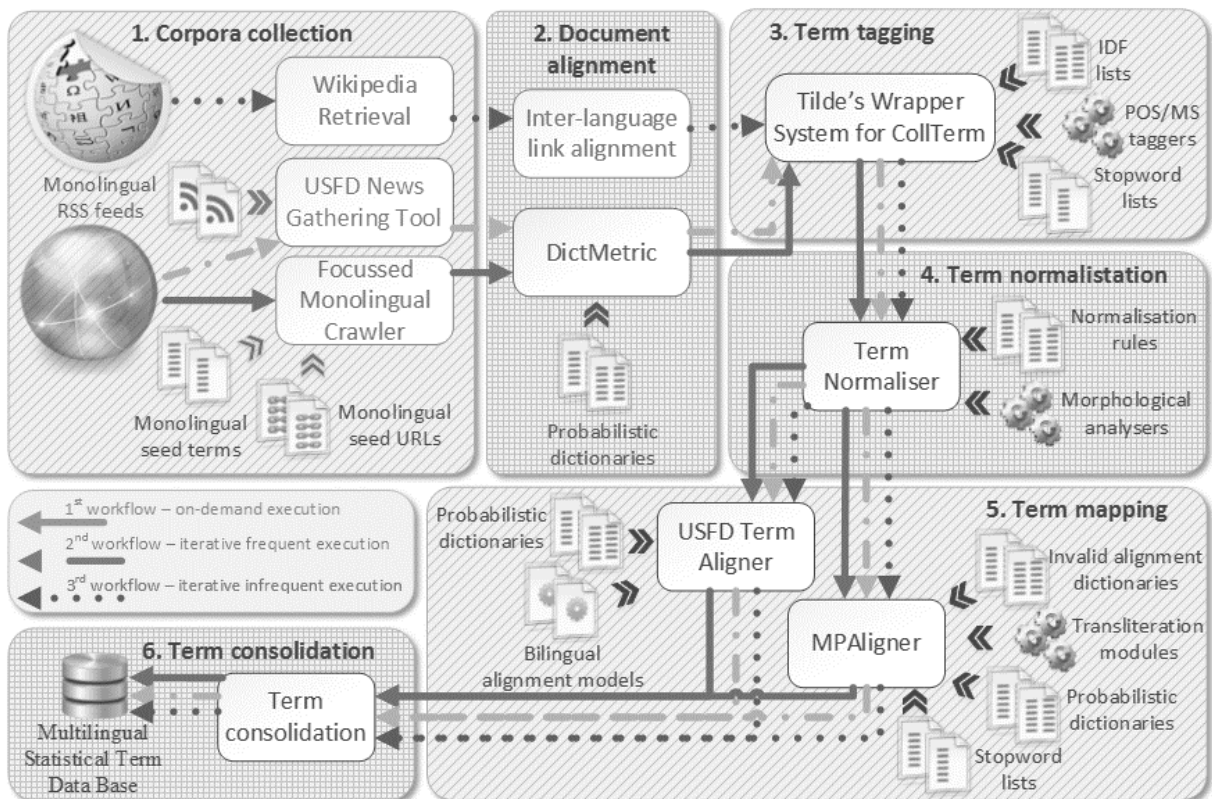 1. Corpora collection
Wikipedia
Retrieval
Monolingual
RSS feeds
USFD News
Gathering Tool
Focussed
Monolingual
Crawler
Monolingual
seed terms
Monolingual
seed URLs
2. Document
alignment
Inter-language
link alignment
DictMetric
Probabilistic
dictionaries
3. Term tagging
Tilde's Wrapper
System for CollTerm
IDF
lists
POS/MS
taggers
Stopword
lists
4. Term normalistation
Term
Normaliser
Normalisation
rules
Morphological
analysers
1st workflow – on-demand execution
2nd workflow – iterative frequent execution
3rd workflow – iterative infrequent execution
5. Term mapping
Probabilistic
dictionaries
USFD Term
Aligner
Bilingual
alignment models
MPAligner
Invalid alignment
dictionaries
Transliteration
modules
Probabilistic
dictionaries
Stopword
lists
6. Term consolidation
Term
consolidation
Multilingual
Statistical Term
Data Base